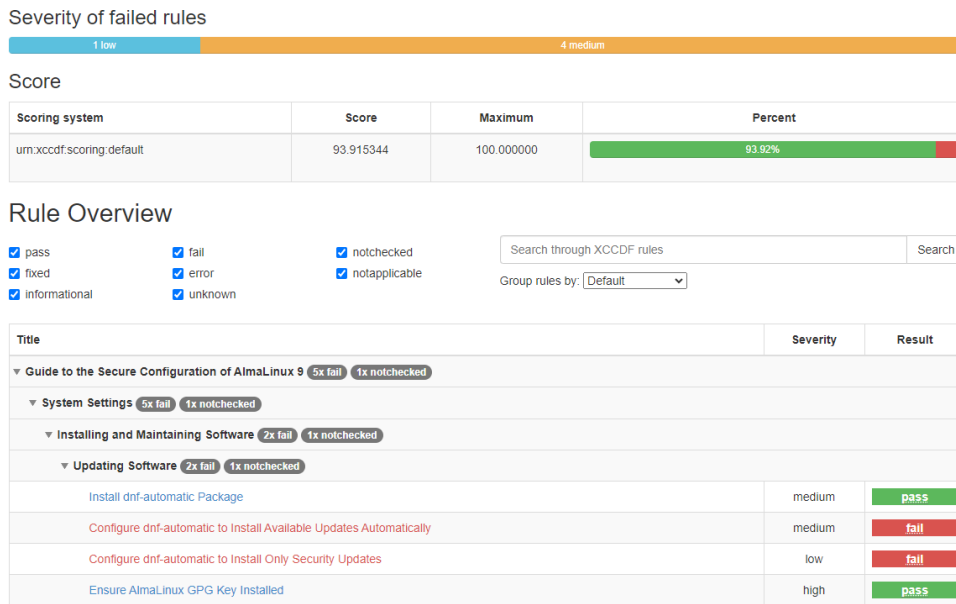 Severity of failed rules
1 low 4 medium
Score
Scoring system Score Maximum Percent
urn:xccdf:scoring:default 93.915344 100.000000 93.92%
Rule Overview
pass fail notchecked Search through XCCDF rules Search
fixed error notapplicable Group rules by: Default
informational unknown
Title Severity Result
Guide to the Secure Configuration of AlmaLinux 9 5x fail 1x notchecked
System Settings 5x fail 1x notchecked
Installing and Maintaining Software 2x fail 1x notchecked
Updating Software 2x fail 1x notchecked
Install dnf-automatic Package medium pass
Configure dnf-automatic to Install Available Updates Automatically medium fail
Configure dnf-automatic to Install Only Security Updates low fail
Ensure AlmaLinux GPG Key Installed high pass